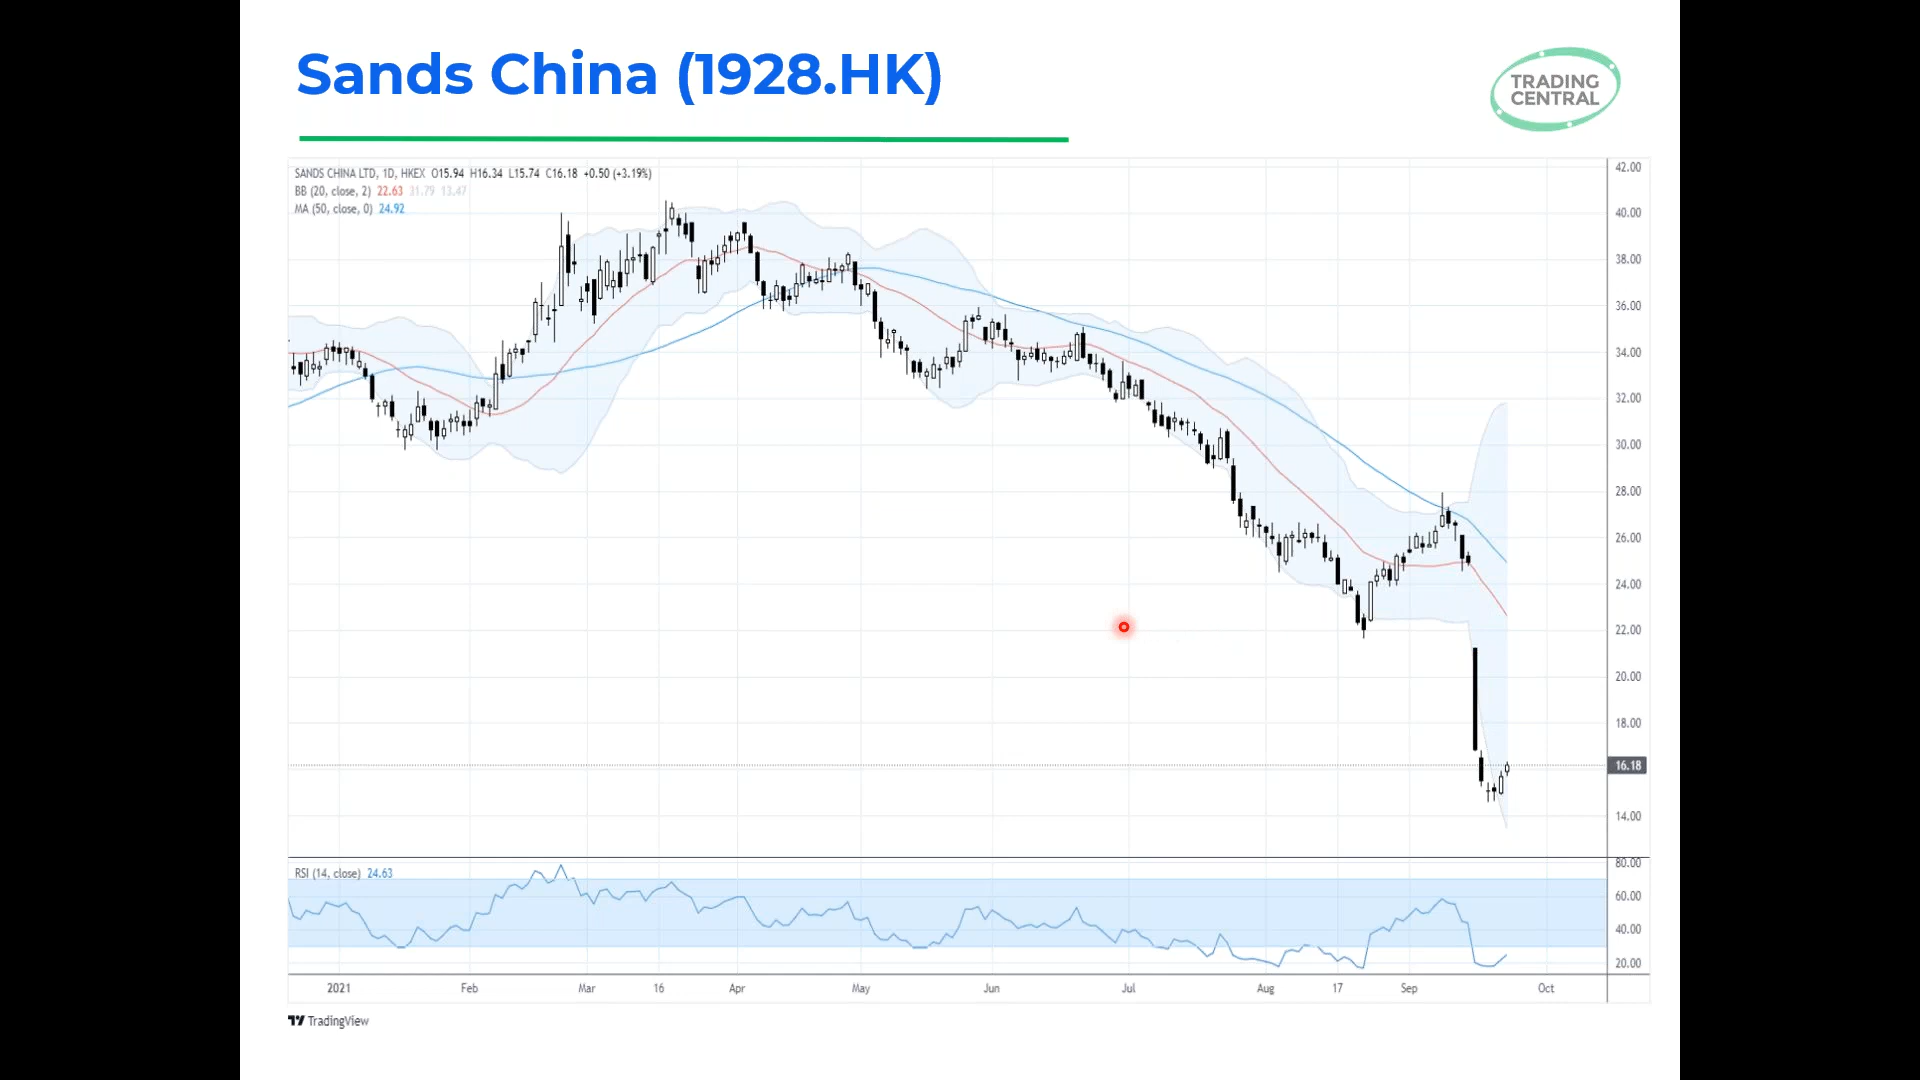 Sands China (1928.HK)
TRADING
CENTRAL
SANDS CHINA LTD, 1D, HKEX O15.94 H16.34 L15.74 C16.18 +0.50 (+3.19%)
BB (20, close, 2) 22.63 31.79 13.47
MA (50, close, 0) 24.92
42.00
40.00
38.00
36.00
34.00
32.00
30.00
28.00
26.00
24.00
22.00
20.00
18.00
16.18
14.00
RSI (14, close) 24.63
80.00
60.00
40.00
20.00
2021 Feb Mar 16 Apr May Jun Jul Aug 17 Sep Oct
TradingView